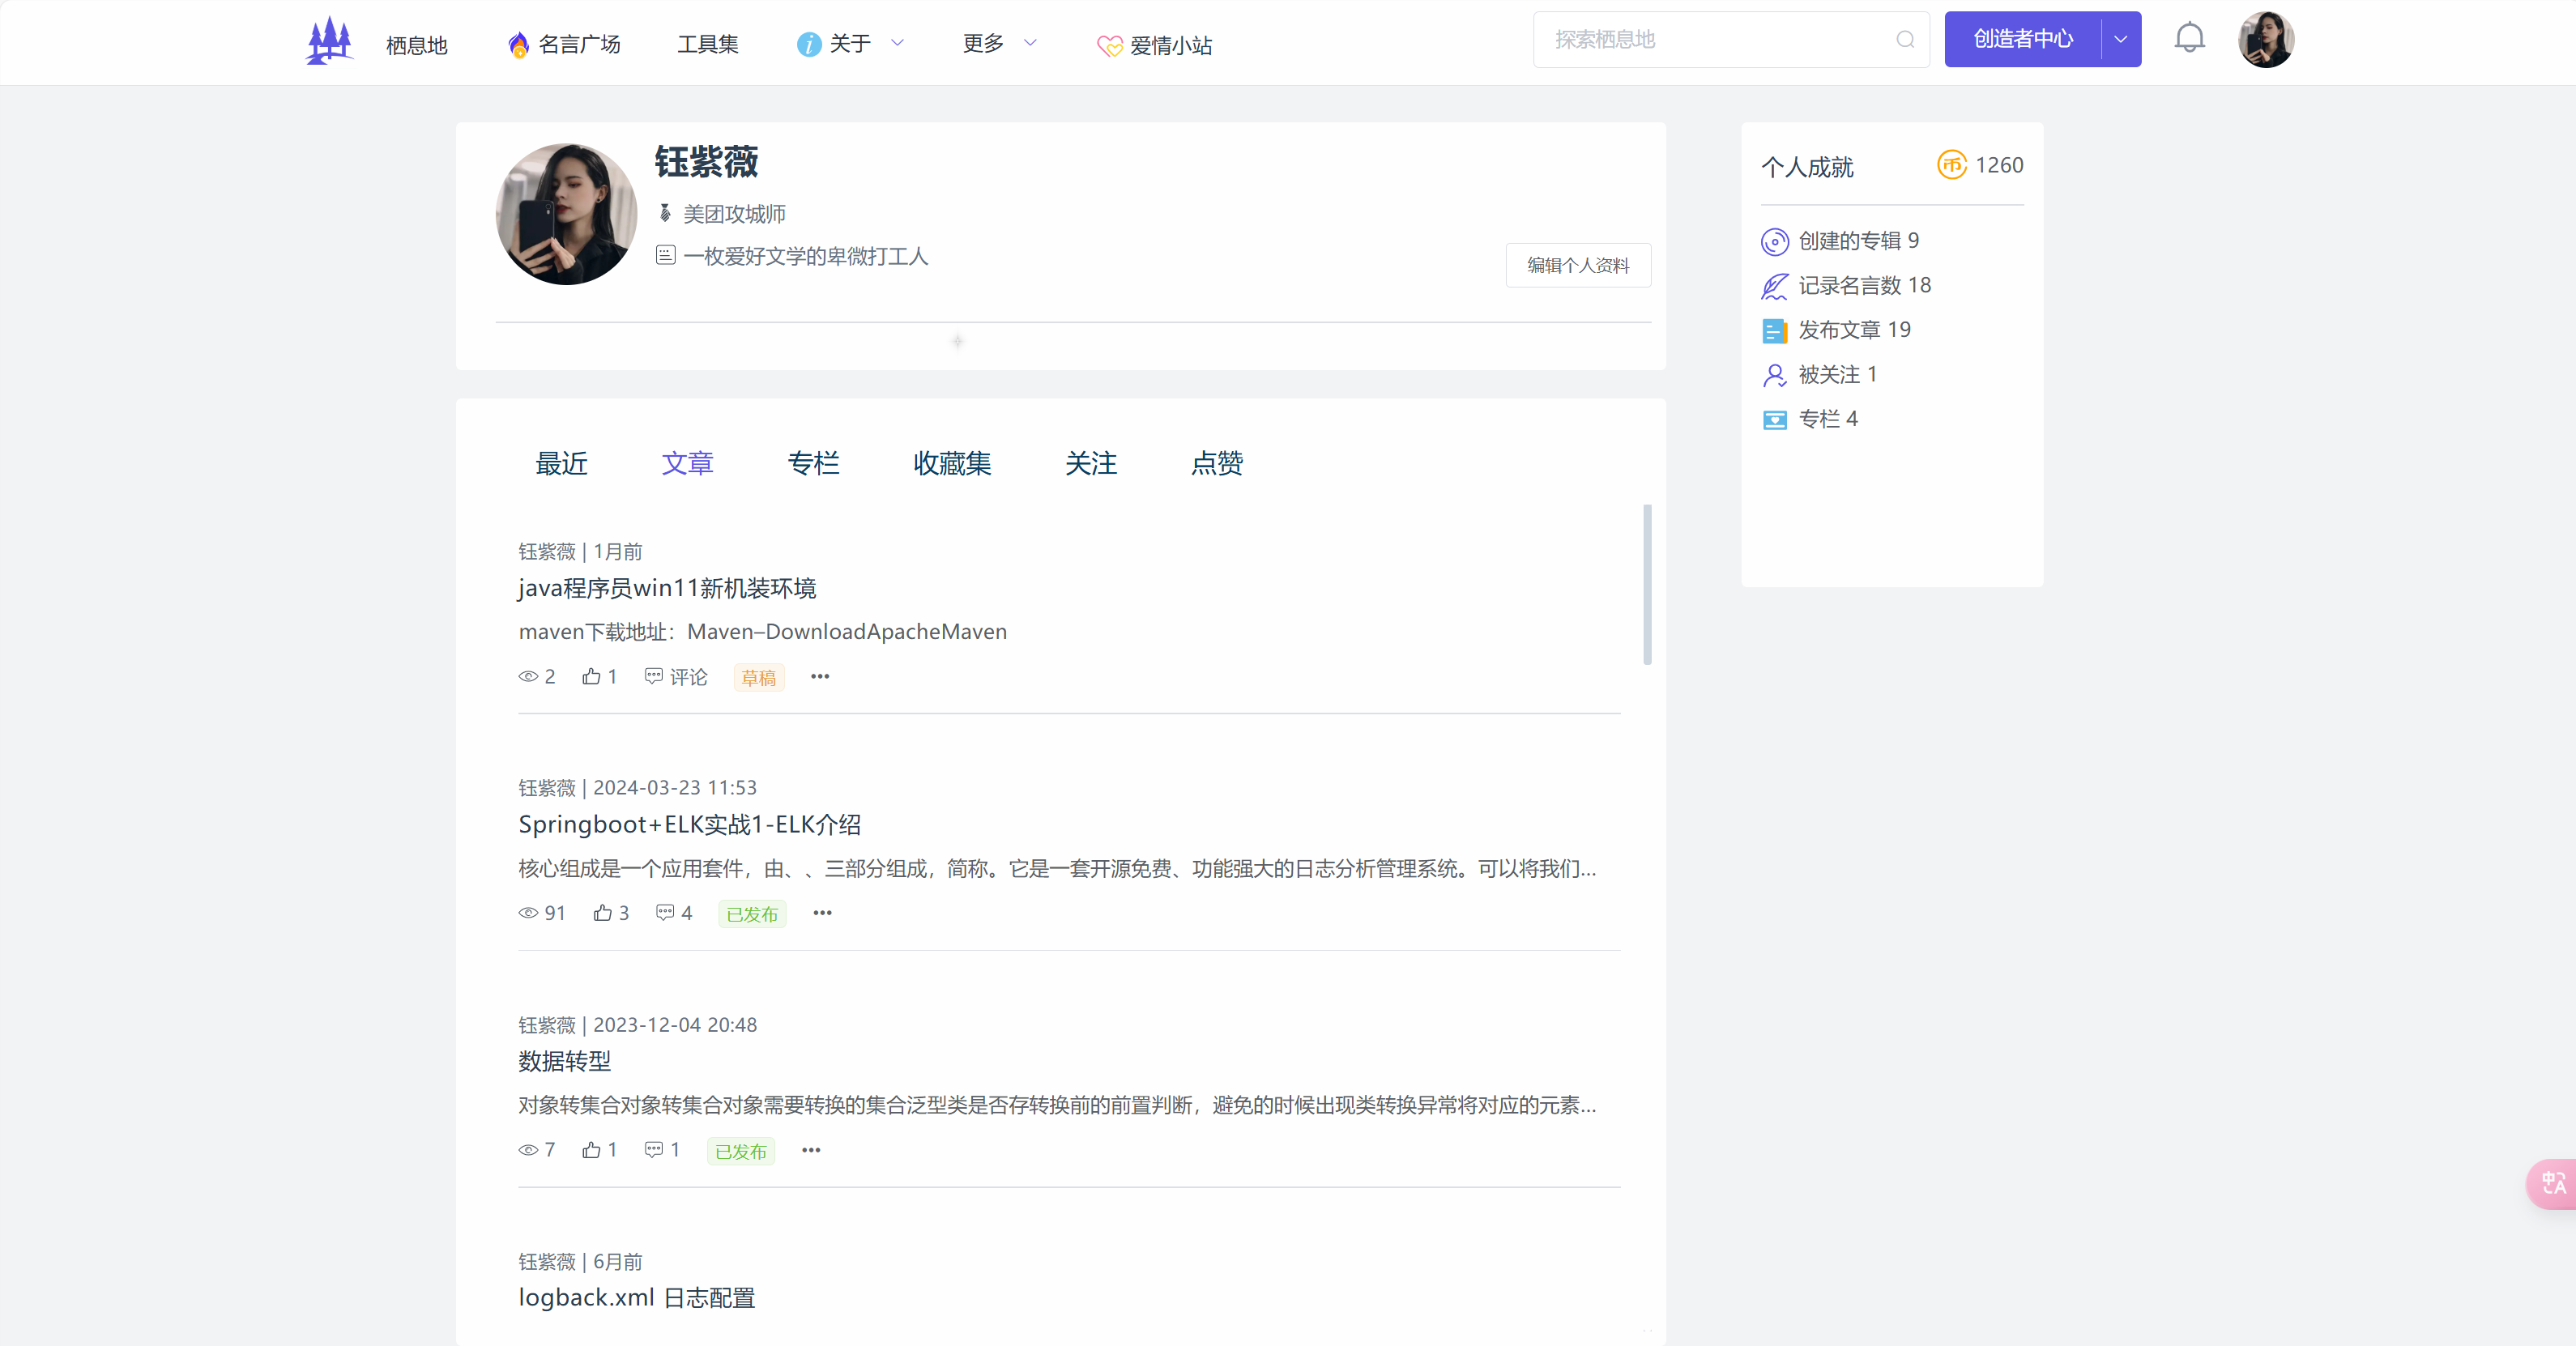 栖息地 名言广场 工具集 关于 更多 爱情小站 探索栖息地 创造者中心
钰紫薇
美团攻城师
一枚爱好文学的卑微打工人
编辑个人资料
个人成就 币 1260
创建的专辑 9
记录名言数 18
发布文章 19
被关注 1
专栏 4
最近 文章 专栏 收藏集 关注 点赞
钰紫薇 | 1月前
java程序员win11新机装环境
maven下载地址：Maven–DownloadApacheMaven
2 1 评论 草稿 •••
钰紫薇 | 2024-03-23 11:53
Springboot+ELK实战1-ELK介绍
核心组成是一个应用套件，由、、三部分组成，简称。它是一套开源免费、功能强大的日志分析管理系统。可以将我们...
91 3 4 已发布 •••
钰紫薇 | 2023-12-04 20:48
数据转型
对象转集合对象转集合对象需要转换的集合泛型类是否存转换前的前置判断，避免的时候出现类转换异常将对应的元素...
7 1 1 已发布 •••
钰紫薇 | 6月前
logback.xml 日志配置